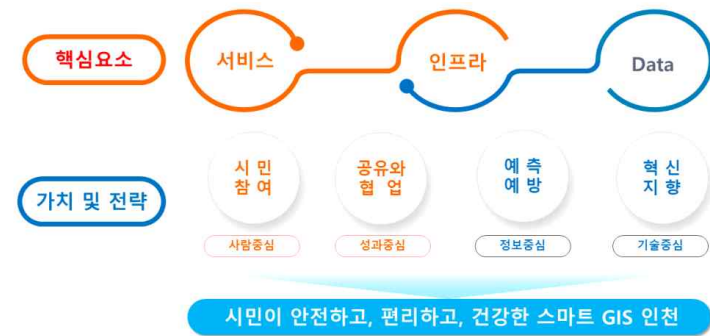 핵심요소
서비스
인프라
Data
가치 및 전략
시 민
참 여
사람중심
공유와
협 업
성과중심
예 측
예 방
정보중심
혁 신
지 향
기술중심
시민이 안전하고, 편리하고, 건강한 스마트 GIS 인천